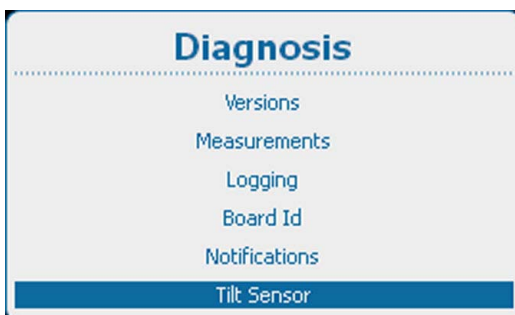 Diagnosis
Versions
Measurements
Logging
Board Id
Notifications
Tilt Sensor